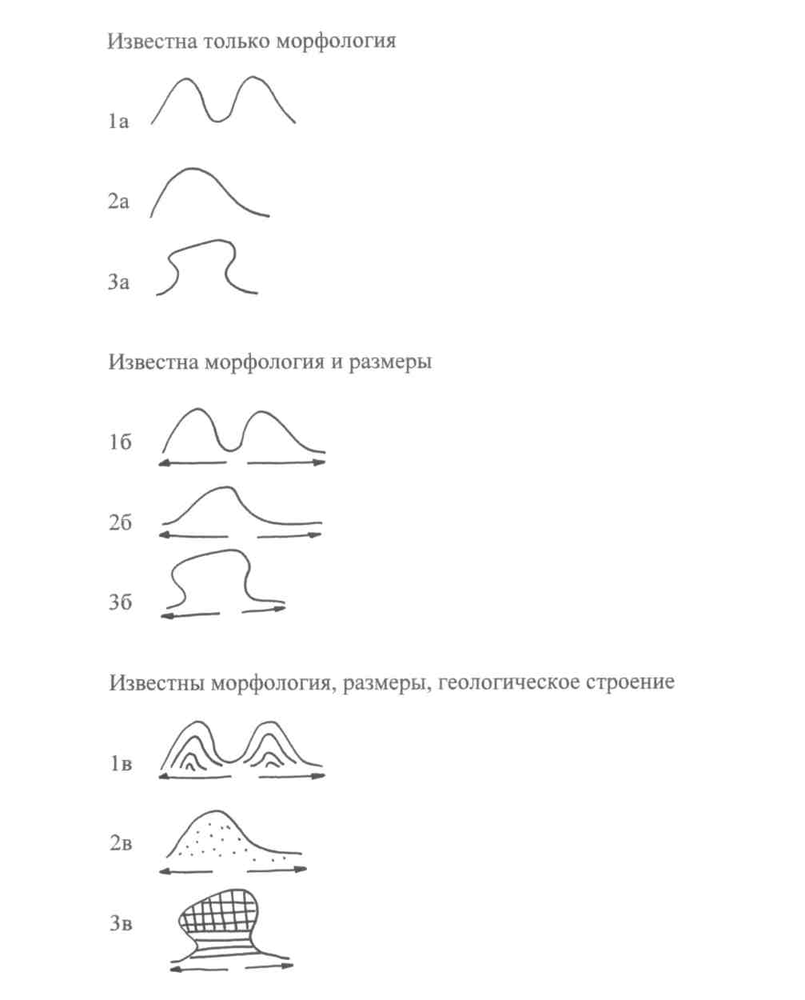 Известна только морфология
1а
2а
3а
Известна морфология и размеры
1б
2б
3б
Известны морфология, размеры, геологическое строение
1в
2в
3в